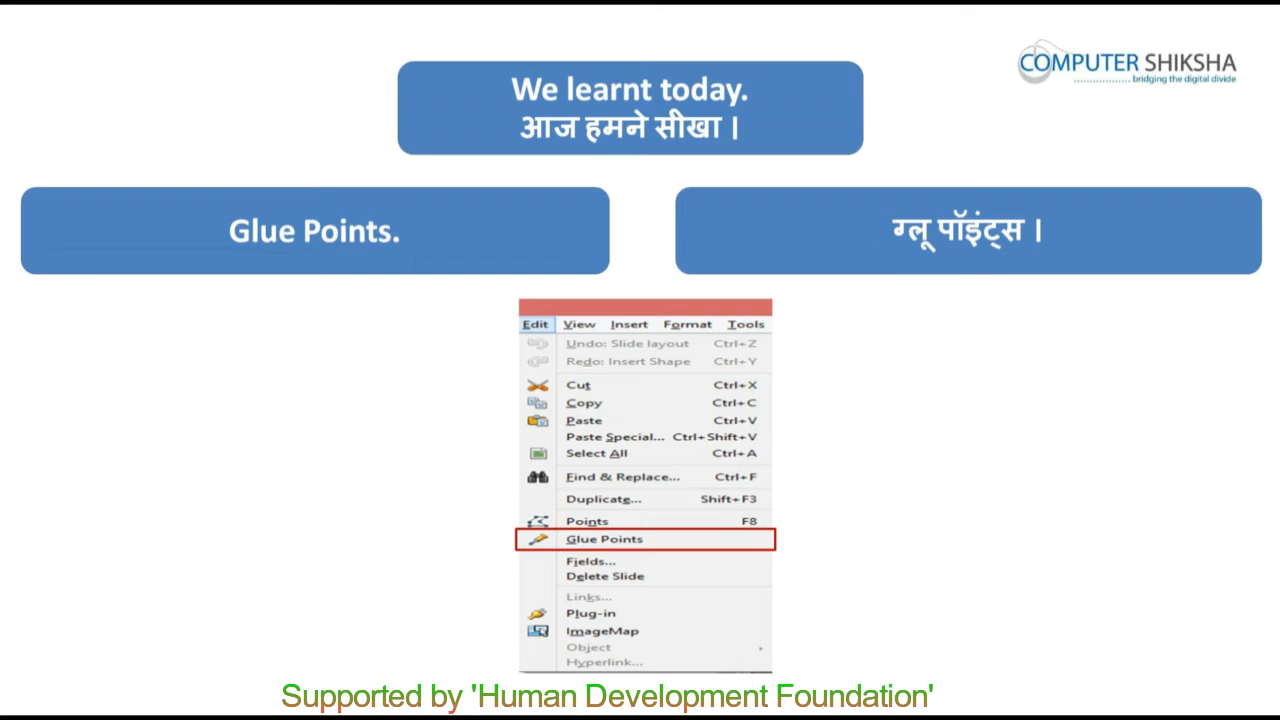 COMPUTER SHIKSHA
bridging the digital divide
We learnt today.
आज हमने सीखा ।
Glue Points.
ग्लू पॉइंट्स ।
Edit View Insert Format Tools
Undo: Slide layout Ctrl+Z
Redo: Insert Shape Ctrl+Y
Cut Ctrl+X
Copy Ctrl+C
Paste Ctrl+V
Paste Special... Ctrl+Shift+V
Select All Ctrl+A
Find & Replace... Ctrl+F
Duplicate... Shift+F3
Points F8
Glue Points
Fields...
Delete Slide
Links...
Plug-in
ImageMap
Object
Hyperlink...
Supported by 'Human Development Foundation'